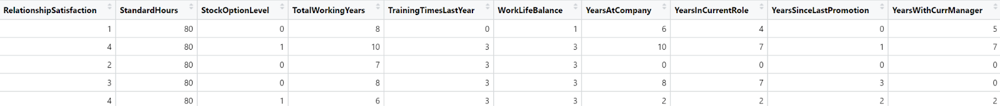 RelationshipSatisfaction StandardHours StockOptionLevel TotalWorkingYears TrainingTimesLastYear WorkLifeBalance YearsAtCompany YearsInCurrentRole YearsSinceLastPromotion YearsWithCurrManager
1 80 0 8 0 1 6 4 0 5
4 80 1 10 3 3 10 7 1 7
2 80 0 7 3 3 0 0 0 0
3 80 0 8 3 3 8 7 3 0
4 80 1 6 3 3 2 2 2 2